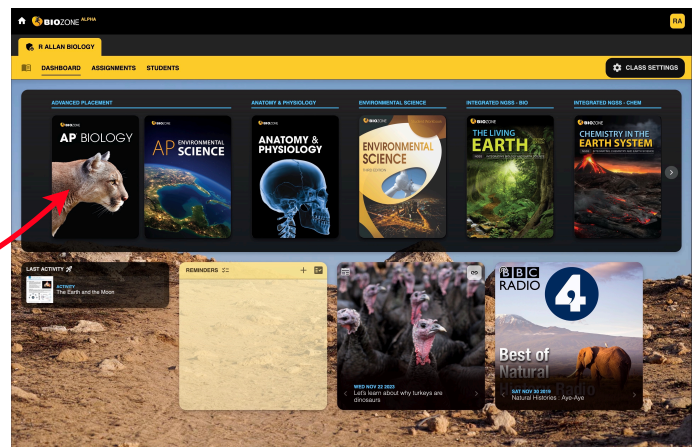 BIOZONE ALPHA
RA
R ALLAN BIOLOGY
DASHBOARD ASSIGNMENTS STUDENTS
CLASS SETTINGS
ADVANCED PLACEMENT
ANATOMY & PHYSIOLOGY
ENVIRONMENTAL SCIENCE
INTEGRATED NGSS - BIO
INTEGRATED NGSS - CHEM
BIOZONE
AP BIOLOGY
BIOZONE
AP ENVIRONMENTAL
SCIENCE
BIOZONE
ANATOMY &
PHYSIOLOGY
ENVIRONMENTAL
SCIENCE
THIRD EDITION
BIOZONE
THE LIVING
EARTH
BIOZONE
CHEMISTRY IN THE
EARTH SYSTEM
LAST ACTIVITY
ACTIVITY
The Earth and the Moon
REMINDERS
WED NOV 22 2023
Let's learn about why turkeys are
dinosaurs
BBC
RADIO
4
Best of
Natural
History Radio
SAT NOV 30 2019
Natural Histories : Aye-Aye